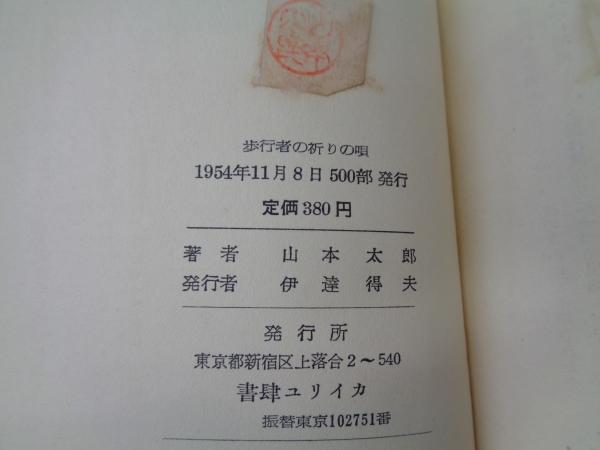 歩行者の祈りの唄
1954年11月8日 500部 発行
定価 380円
著者 山本太郎
発行者 伊達得夫
発行所
東京都新宿区上落合2～540
書肆ユリイカ
振替東京102751番